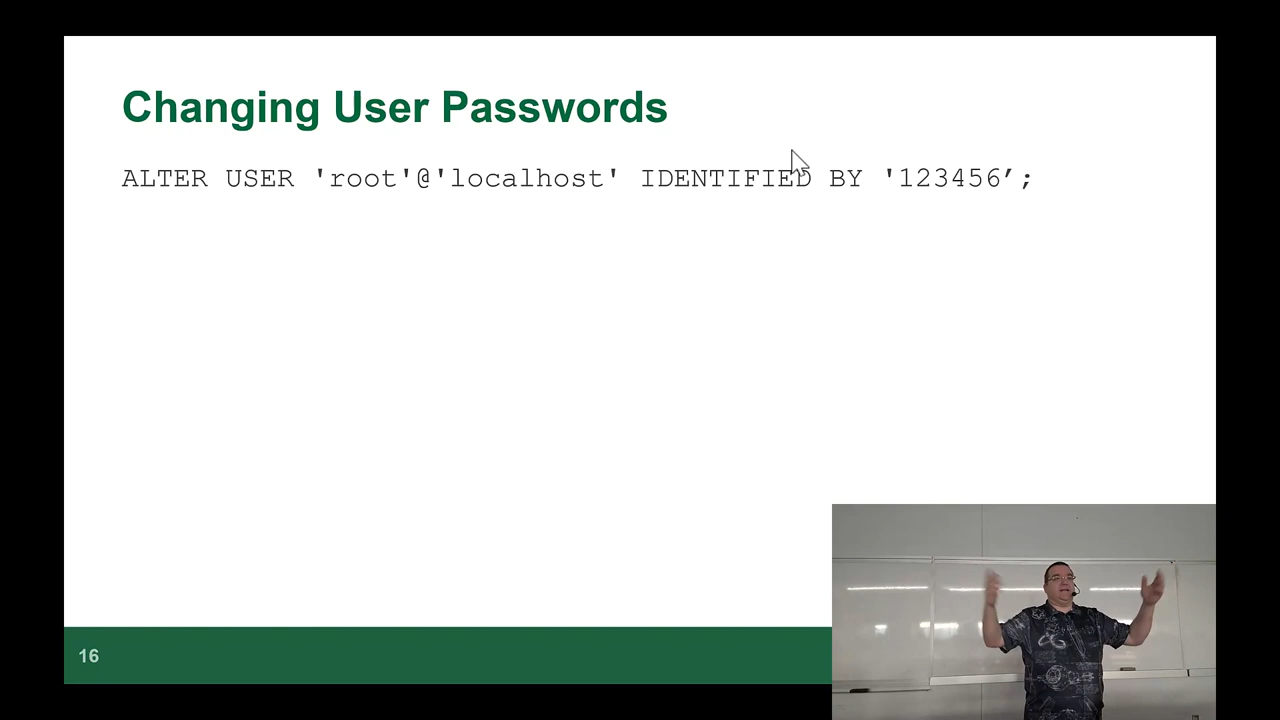 Changing User Passwords
ALTER USER 'root'@'localhost' IDENTIFIED BY '123456’;
16